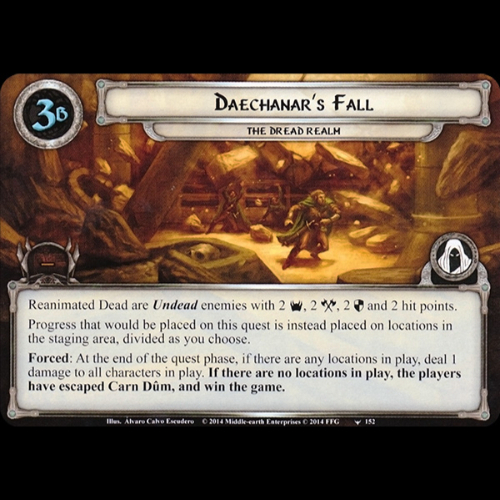 3B
DAECHANAR'S FALL
THE DREAD REALM
Reanimated Dead are Undead enemies with 2 , 2 , 2 and 2 hit points.
Progress that would be placed on this quest is instead placed on locations
in the staging area, divided as you choose.
Forced: At the end of the quest phase, if there are any locations in play, deal 1
damage to all characters in play. If there are no locations in play, the players
have escaped Carn Dûm, and win the game.
Illus. Álvaro Calvo Escudero © 2014 Middle-earth Enterprises © 2014 FFG 152